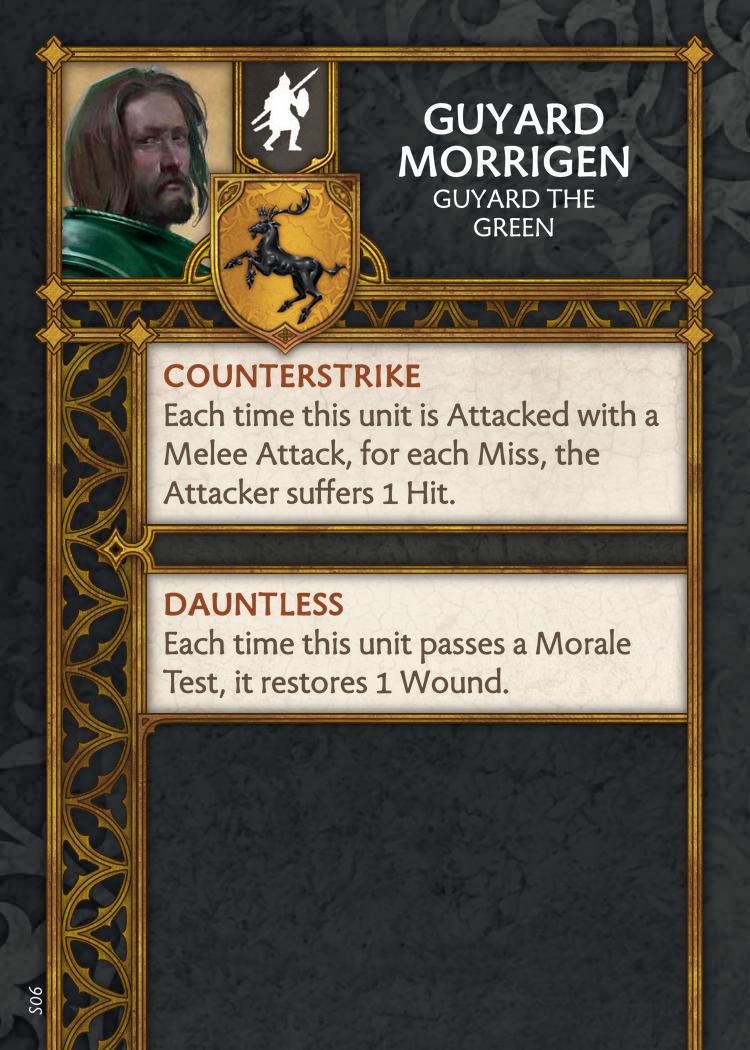 GUYARD
MORRIGEN
GUYARD THE
GREEN
COUNTERSTRIKE
Each time this unit is Attacked with a
Melee Attack, for each Miss, the
Attacker suffers 1 Hit.
DAUNTLESS
Each time this unit passes a Morale
Test, it restores 1 Wound.
S06